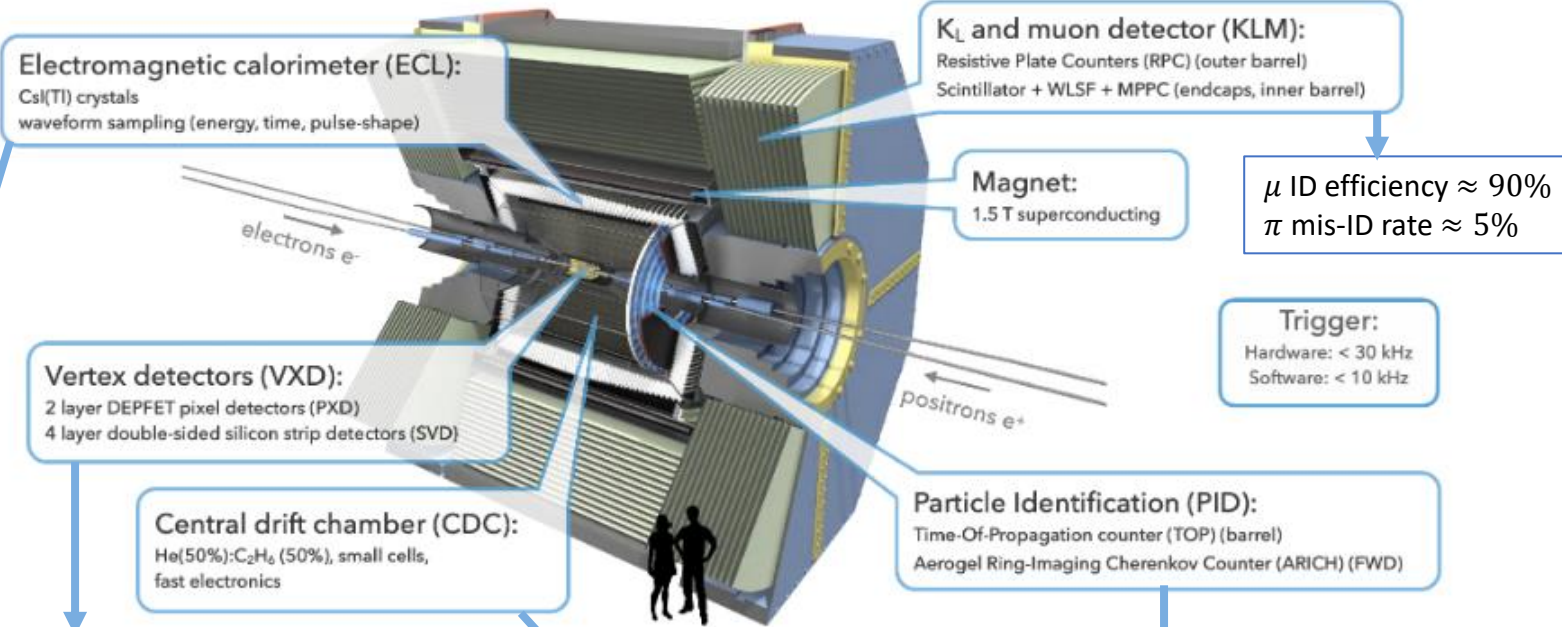 Electromagnetic calorimeter (ECL):
CsI(Tl) crystals
waveform sampling (energy, time, pulse-shape)
K_L and muon detector (KLM):
Resistive Plate Counters (RPC) (outer barrel)
Scintillator + WLSF + MPPC (endcaps, inner barrel)
Magnet:
1.5 T superconducting
μ ID efficiency ≈ 90%
π mis-ID rate ≈ 5%
electrons e⁻
Trigger:
Hardware: < 30 kHz
Software: < 10 kHz
Vertex detectors (VXD):
2 layer DEPFET pixel detectors (PXD)
4 layer double-sided silicon strip detectors (SVD)
positrons e⁺
Central drift chamber (CDC):
He(50%):C₂H₆ (50%), small cells,
fast electronics
Particle Identification (PID):
Time-Of-Propagation counter (TOP) (barrel)
Aerogel Ring-Imaging Cherenkov Counter (ARICH) (FWD)